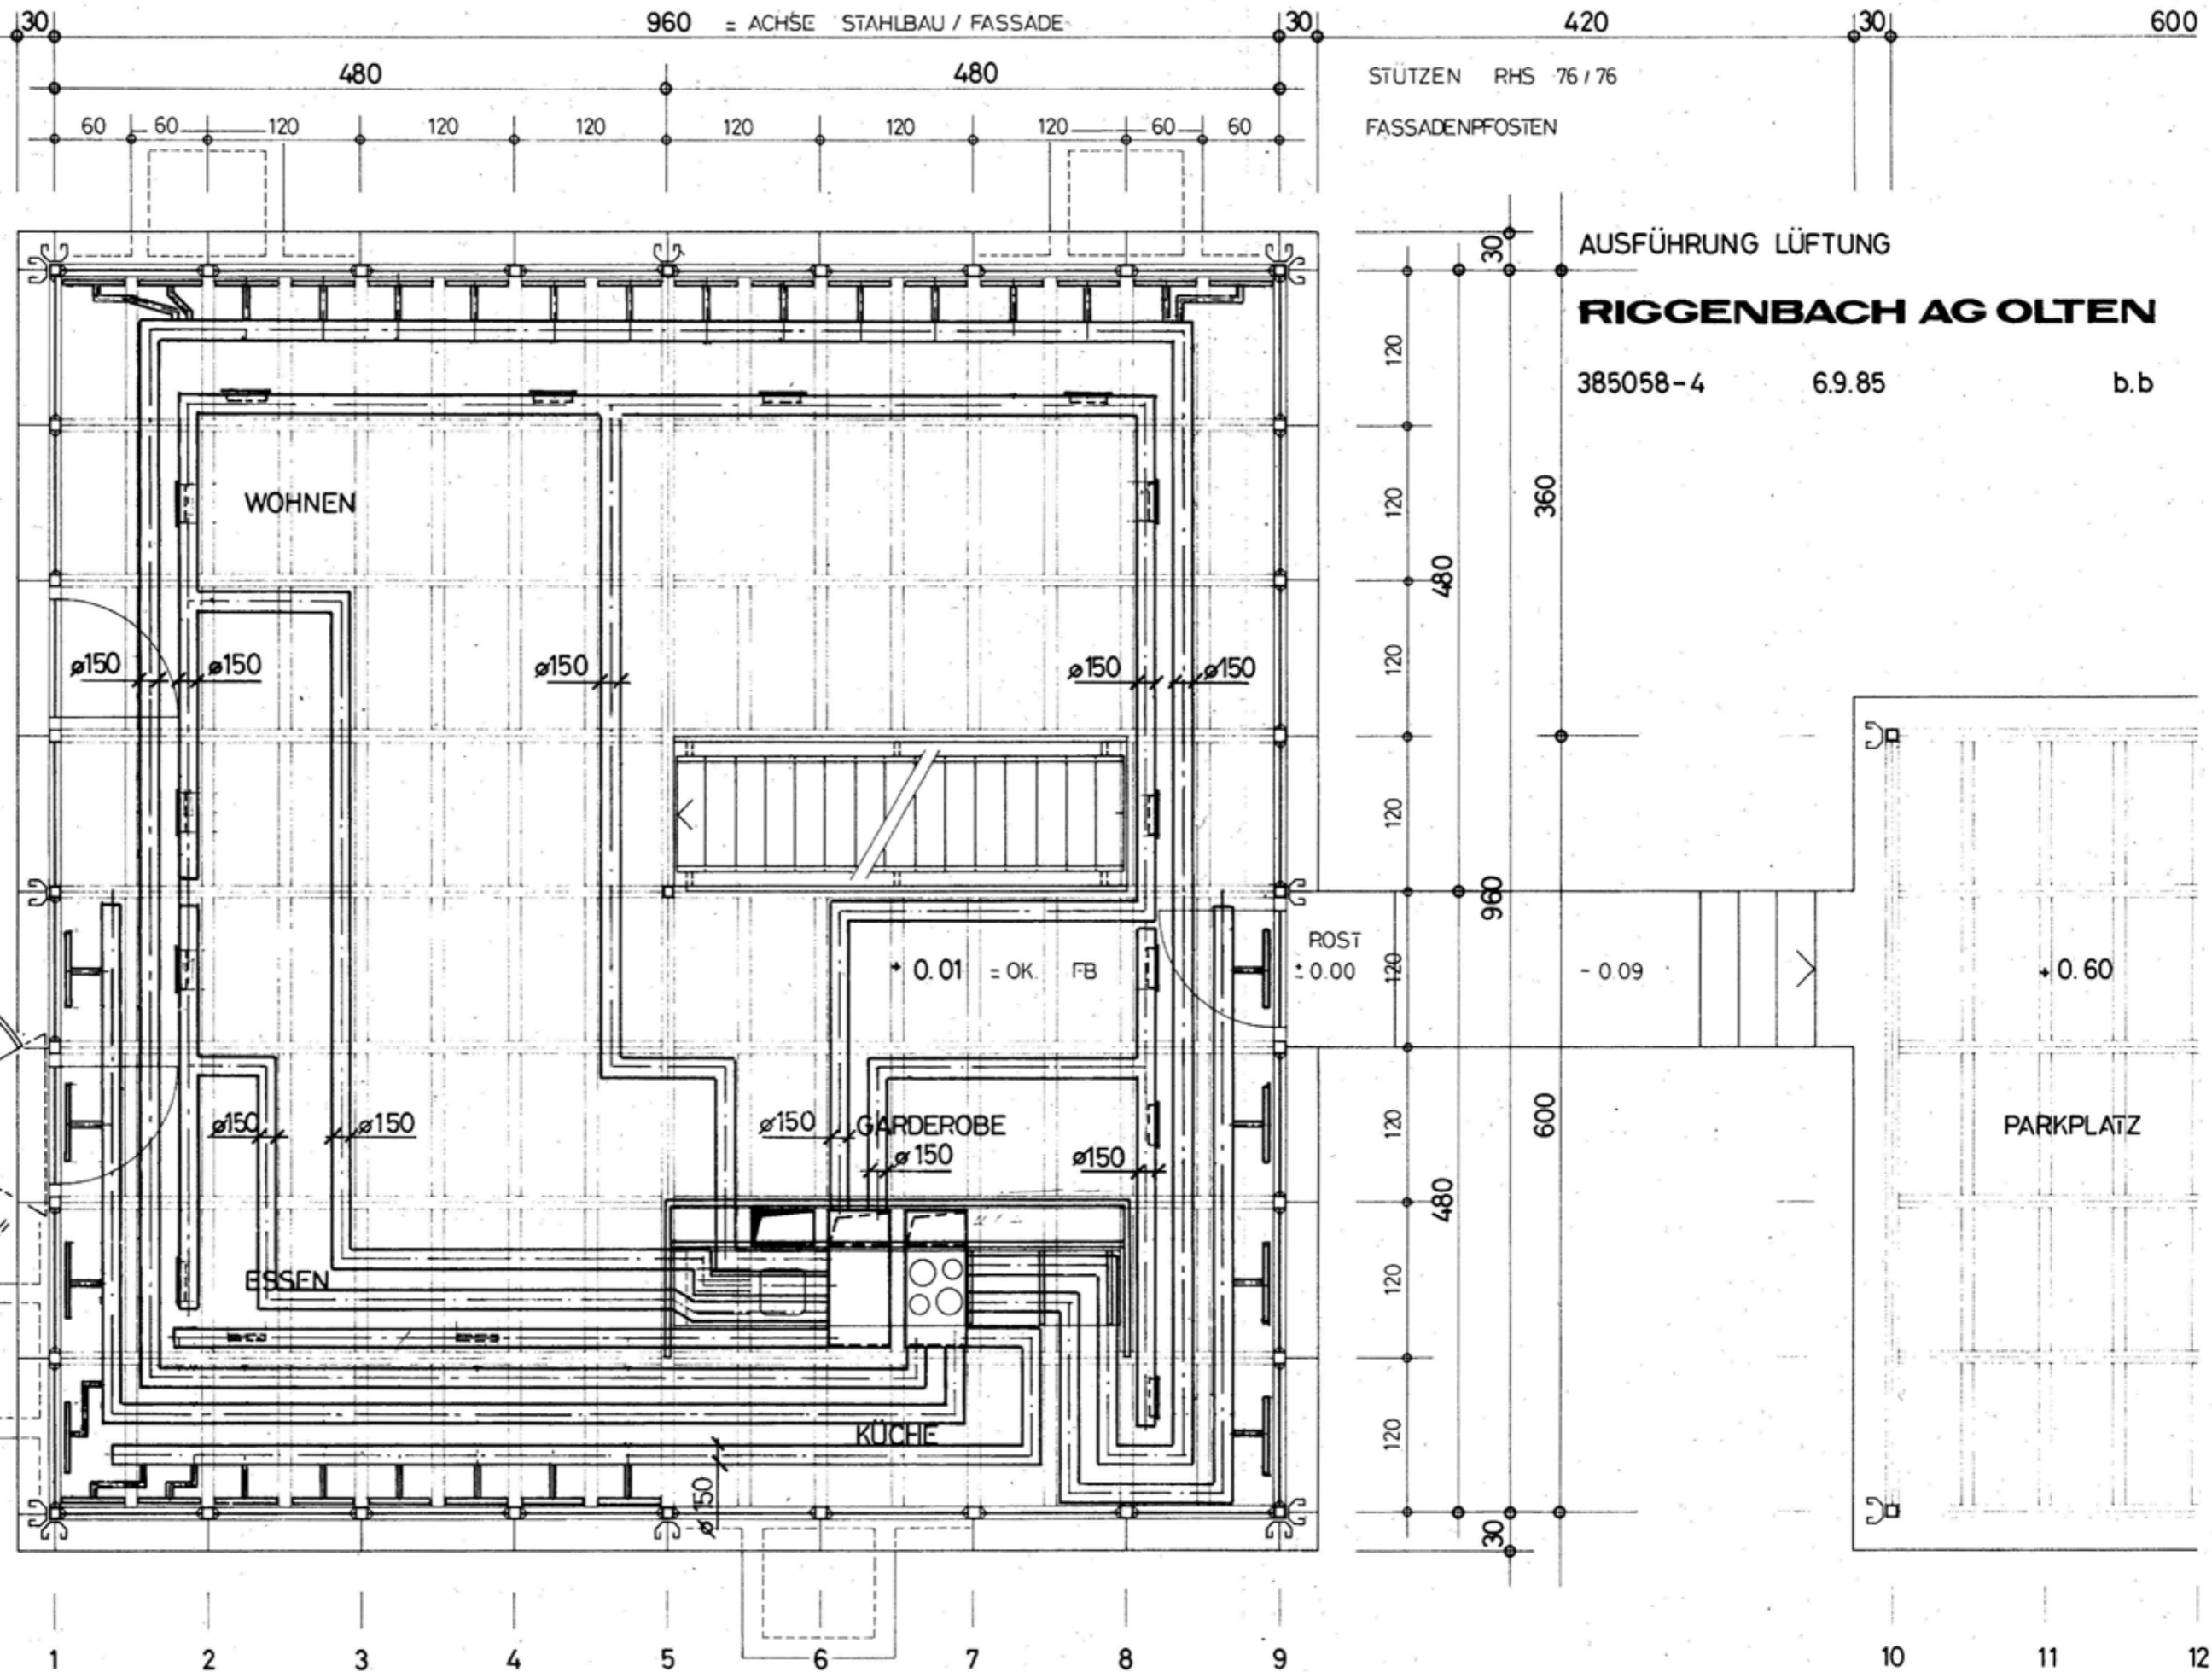 30 960 = ACHSE STAHLBAU / FASSADE 30 420 30 600
480 480
STÜTZEN RHS 76 / 76
60 60 120 120 120 120 120 120 60 60
FASSADENPFOSTEN
30
AUSFÜHRUNG LÜFTUNG
RIGGENBACH AG OLTEN
385058-4 6.9.85 b.b
120
WOHNEN
120
360
480
ø150 ø150 ø150 ø150 ø150
120
120
960
+ 0.01 = OK. FB
ROST
± 0.00
120
- 0.09
+ 0.60
ø150 ø150 ø150 GARDEROBE
ø150 ø150
120
600
PARKPLATZ
480
ESSEN
120
KÜCHE
120
ø150
30
1 2 3 4 5 6 7 8 9 10 11 12